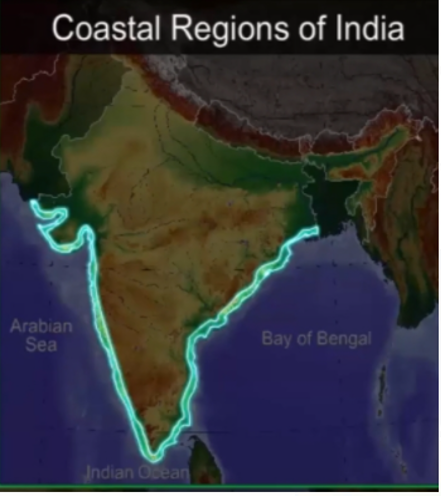 Coastal Regions of India
Arabian
Sea
Bay of Bengal
Indian Ocean